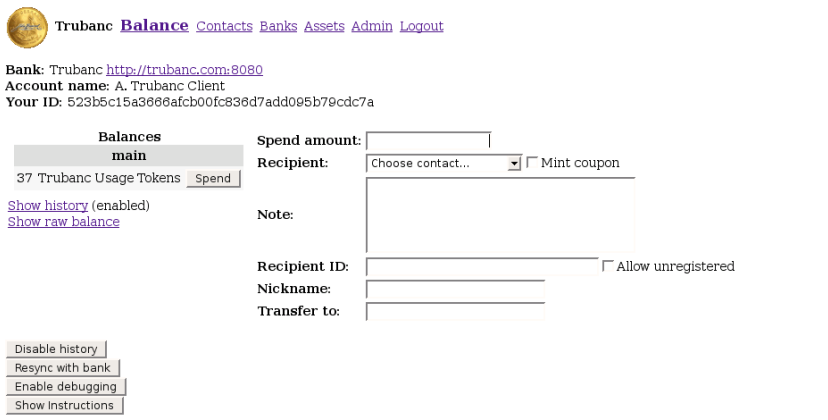 Trubanc Balance Contacts Banks Assets Admin Logout
Bank: Trubanc http://trubanc.com:8080
Account name: A. Trubanc Client
Your ID: 523b5c15a3666afcb00fc836d7add095b79cdc7a
Balances
main
37 Trubanc Usage Tokens Spend
Show history (enabled)
Show raw balance
Spend amount:
Recipient: Choose contact... Mint coupon
Note:
Recipient ID: Allow unregistered
Nickname:
Transfer to:
Disable history
Resync with bank
Enable debugging
Show Instructions